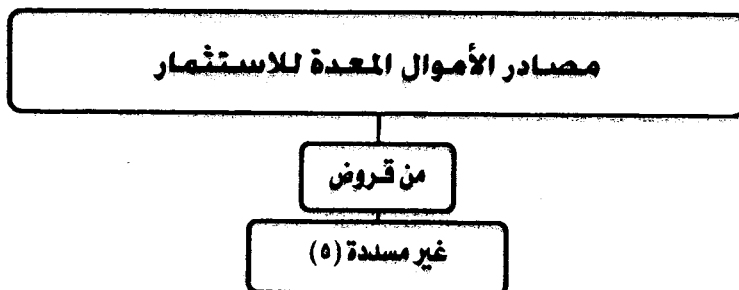 مصادر الأموال المعدة للاستثمار
من قروض
غير مسددة (٥)